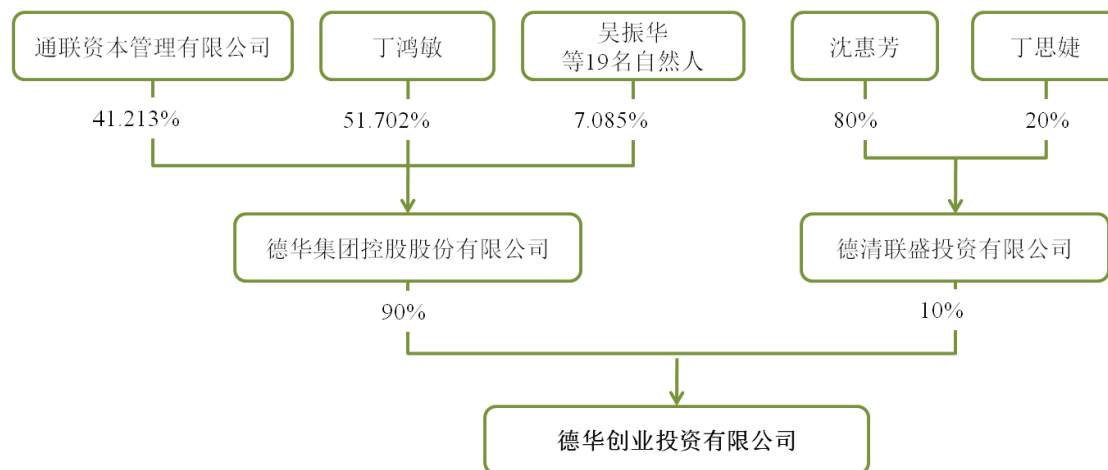 通联资本管理有限公司
丁鸿敏
吴振华
等19名自然人
沈惠芳
丁思婕
41.213%
51.702%
7.085%
80%
20%
德华集团控股股份有限公司
德清联盛投资有限公司
90%
10%
德华创业投资有限公司